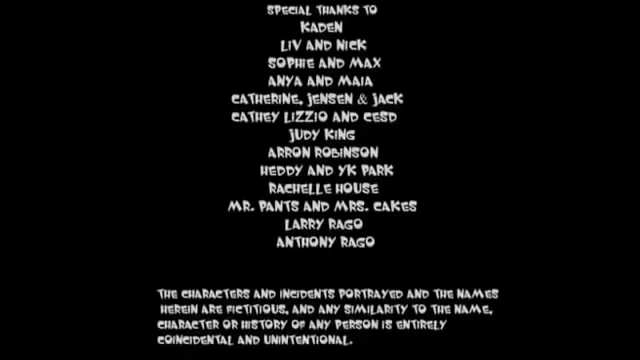 SPECIAL THANKS TO
KADEN
LIV AND NICK
SOPHIE AND MAX
ANYA AND MAIA
CATHERINE, JENSEN & JACK
CATHEY LIZZIO AND CESD
JUDY KING
ARRON ROBINSON
HEDDY AND YK PARK
RACHELLE HOUSE
MR. PANTS AND MRS. CAKES
LARRY RAGO
ANTHONY RAGO
THE CHARACTERS AND INCIDENTS PORTRAYED AND THE NAMES
HEREIN ARE FICTITIOUS, AND ANY SIMILARITY TO THE NAME,
CHARACTER OR HISTORY OF ANY PERSON IS ENTIRELY
COINCIDENTAL AND UNINTENTIONAL.